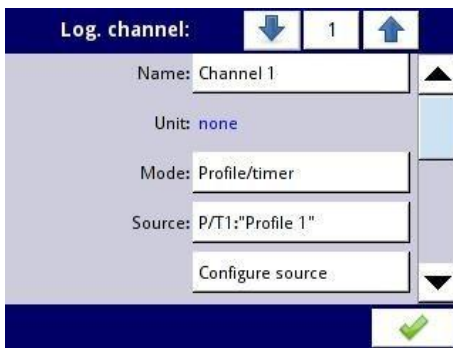 Log. channel: 1
Name: Channel 1
Unit: none
Mode: Profile/timer
Source: P/T1:"Profile 1"
Configure source